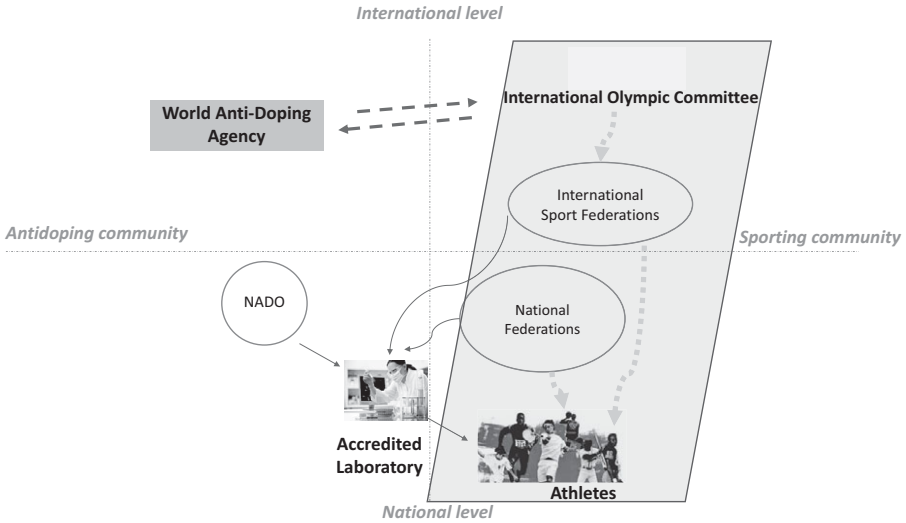 International level
International Olympic Committee
World Anti-Doping
Agency
International
Sport Federations
Antidoping community
Sporting community
NADO
National
Federations
Accredited
Laboratory
Athletes
National level